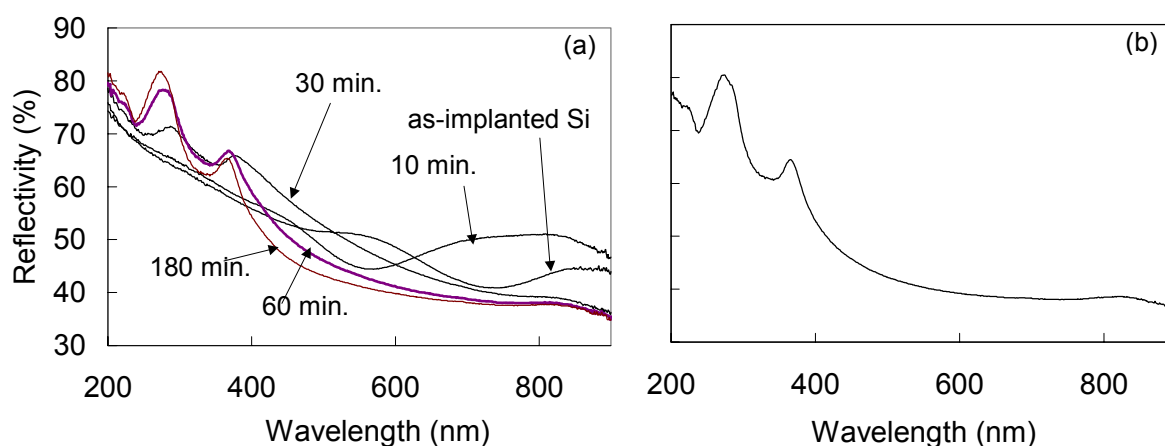 90
80
70
60
50
40
30
Reflectivity (%)
(a)
30 min.
as-implanted Si
10 min.
180 min.
60 min.
200 400 600 800
Wavelength (nm)
(b)
200 400 600 800
Wavelength (nm)